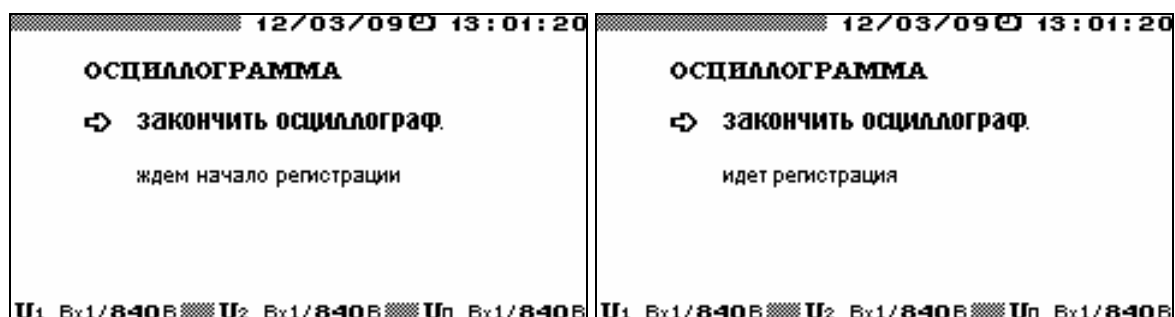 12/03/09 13:01:20
ОСЦИЛЛОГРАММА
закончить осциллограф.
ждем начало регистрации
U1 Вх1/840В U2 Вх1/840В Uп Вх1/840В
12/03/09 13:01:20
ОСЦИЛЛОГРАММА
закончить осциллограф.
идет регистрация
U1 Вх1/840В U2 Вх1/840В Uп Вх1/840В